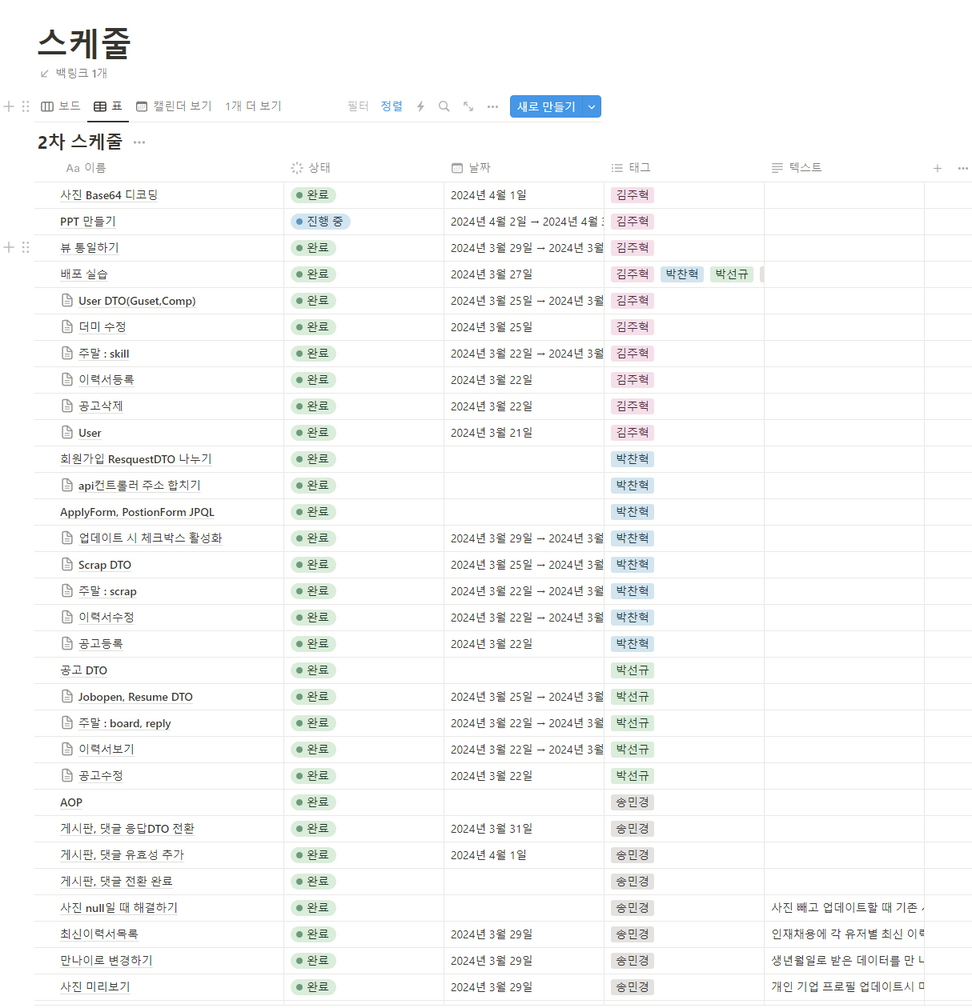 스케줄
백링크 1개
보드 표 캘린더 보기 1개 더 보기 필터 정렬 새로 만들기
2차 스케줄
Aa 이름 상태 날짜 태그 텍스트
사진 Base64 디코딩 완료 2024년 4월 1일 김주혁
PPT 만들기 진행 중 2024년 4월 2일 → 2024년 4월 김주혁
뷰 통일하기 완료 2024년 3월 29일 → 2024년 3월 김주혁
배포 실습 완료 2024년 3월 27일 김주혁 박찬혁 박선규
User DTO(Guset,Comp) 완료 2024년 3월 25일 → 2024년 3월 김주혁
더미 수정 완료 2024년 3월 25일 김주혁
주말 : skill 완료 2024년 3월 22일 → 2024년 3월 김주혁
이력서등록 완료 2024년 3월 22일 김주혁
공고삭제 완료 2024년 3월 22일 김주혁
User 완료 2024년 3월 21일 김주혁
회원가입 ResquestDTO 나누기 완료 박찬혁
api컨트롤러 주소 합치기 완료 박찬혁
ApplyForm, PostionForm JPQL 완료 박찬혁
업데이트 시 체크박스 활성화 완료 2024년 3월 29일 → 2024년 3월 박찬혁
Scrap DTO 완료 2024년 3월 25일 → 2024년 3월 박찬혁
주말 : scrap 완료 2024년 3월 22일 → 2024년 3월 박찬혁
이력서수정 완료 2024년 3월 22일 → 2024년 3월 박찬혁
공고등록 완료 2024년 3월 22일 박찬혁
공고 DTO 완료 박선규
Jobopen, Resume DTO 완료 2024년 3월 25일 → 2024년 3월 박선규
주말 : board, reply 완료 2024년 3월 22일 → 2024년 3월 박선규
이력서보기 완료 2024년 3월 22일 → 2024년 3월 박선규
공고수정 완료 2024년 3월 22일 박선규
AOP 완료 송민경
게시판, 댓글 응답DTO 전환 완료 2024년 3월 31일 송민경
게시판, 댓글 유효성 추가 완료 2024년 4월 1일 송민경
게시판, 댓글 전환 완료 완료 송민경
사진 null일 때 해결하기 완료 송민경 사진 빼고 업데이트할 때 기존
최신이력서목록 완료 2024년 3월 29일 송민경 인재채용에 각 유저별 최신
만나이로 변경하기 완료 2024년 3월 29일 송민경 생년월일로 받은 데이터를 만
사진 미리보기 완료 2024년 3월 29일 송민경 개인 기업 프로필 업데이트시